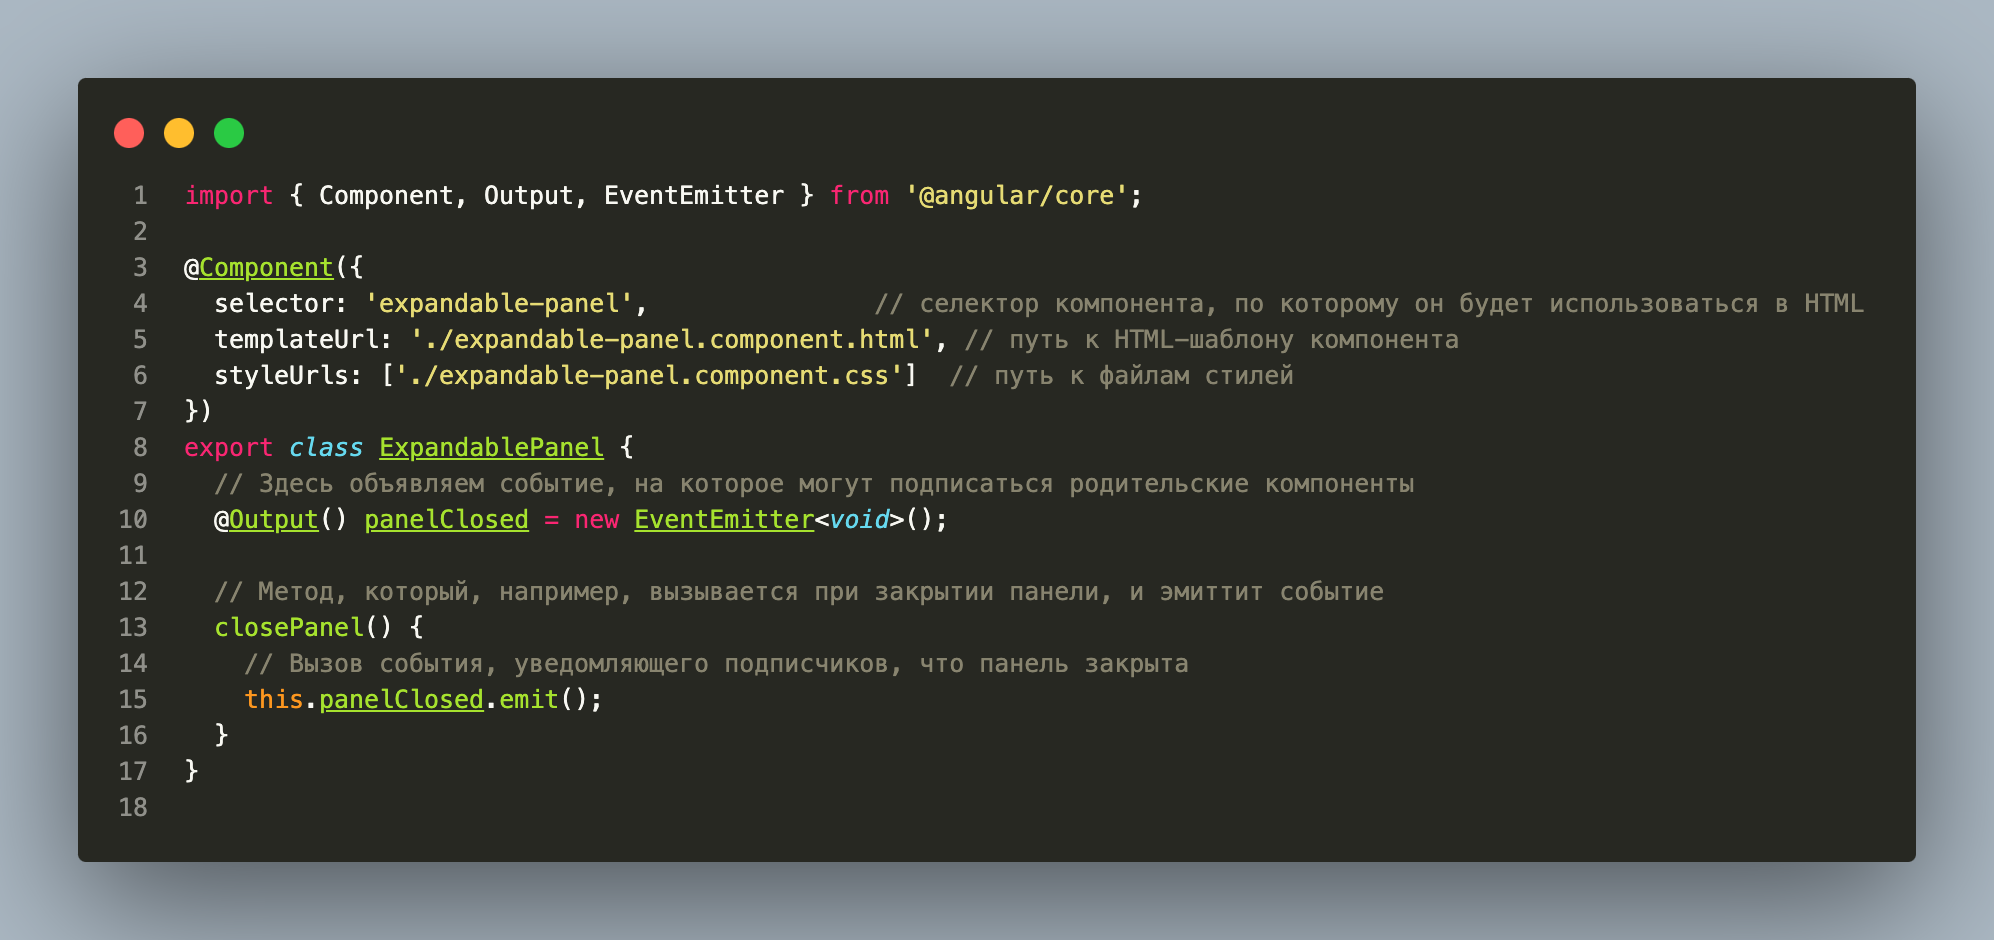 1 import { Component, Output, EventEmitter } from '@angular/core';
2
3 @Component({
4   selector: 'expandable-panel',               // селектор компонента, по которому он будет использоваться в HTML
5   templateUrl: './expandable-panel.component.html', // путь к HTML-шаблону компонента
6   styleUrls: ['./expandable-panel.component.css']  // путь к файлам стилей
7 })
8 export class ExpandablePanel {
9   // Здесь объявляем событие, на которое могут подписаться родительские компоненты
10   @Output() panelClosed = new EventEmitter<void>();
11
12   // Метод, который, например, вызывается при закрытии панели, и эмиттит событие
13   closePanel() {
14     // Вызов события, уведомляющего подписчиков, что панель закрыта
15     this.panelClosed.emit();
16   }
17 }
18